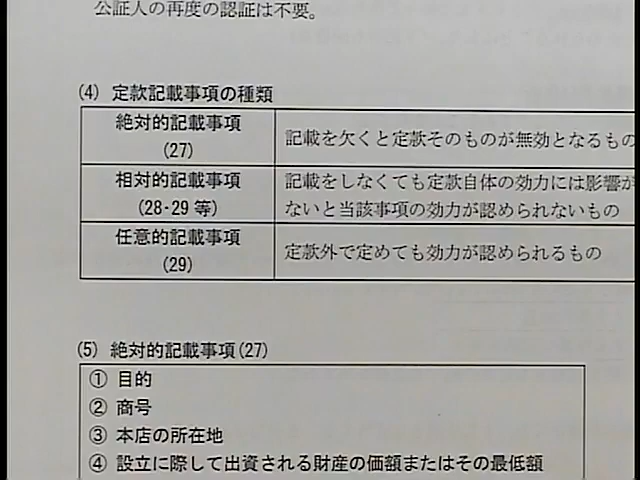 公証人の再度の認証は不要。
(4) 定款記載事項の種類
絶対的記載事項
(27)
記載を欠くと定款そのものが無効となるもの
相対的記載事項
(28・29 等)
記載をしなくても定款自体の効力には影響が
ないと当該事項の効力が認められないもの
任意的記載事項
(29)
定款外で定めても効力が認められるもの
(5) 絶対的記載事項(27)
① 目的
② 商号
③ 本店の所在地
④ 設立に際して出資される財産の価額またはその最低額